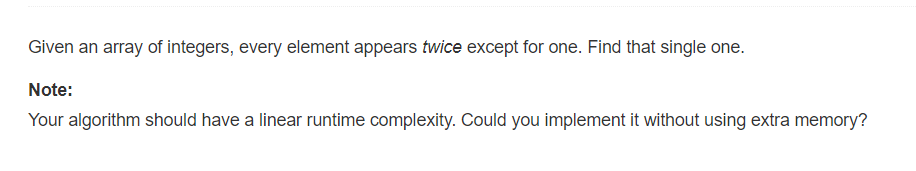 Given an array of integers, every element appears twice except for one. Find that single one.
Note:
Your algorithm should have a linear runtime complexity. Could you implement it without using extra memory?